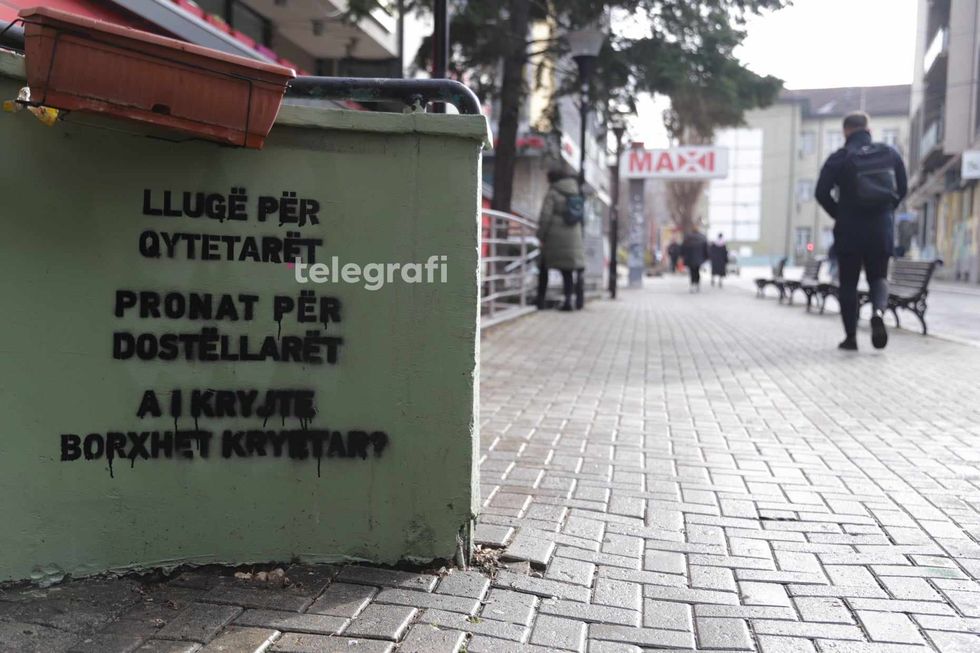 LLUGË PËR
QYTETARËT
telegrafi
PRONAT PËR
DOSTËLLARËT
A I KRYJTE
BORXHET KRYETAR?
MAXI